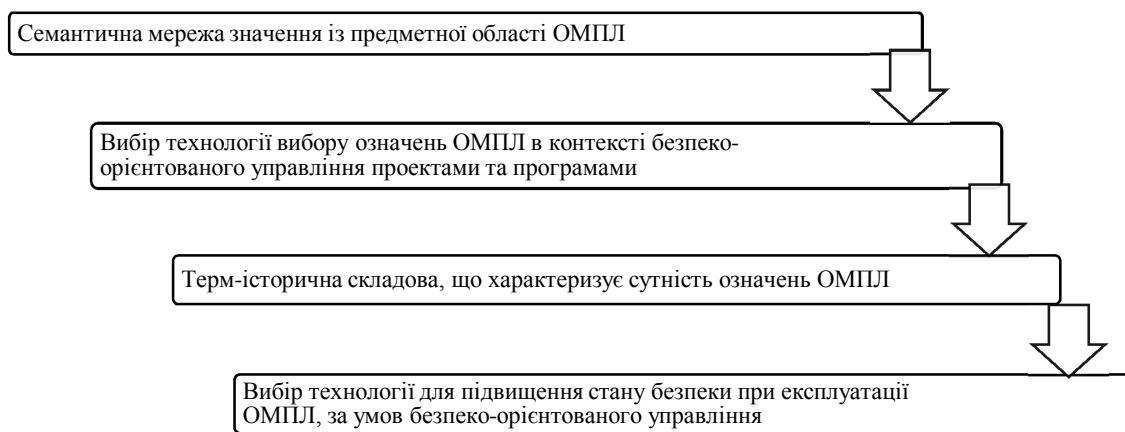 Семантична мережа значення із предметної області ОМПЛ
Вибір технології вибору означень ОМПЛ в контексті безпеко-
орієнтованого управління проектами та програмами
Терм-історична складова, що характеризує сутність означень ОМПЛ
Вибір технології для підвищення стану безпеки при експлуатації
ОМПЛ, за умов безпеко-орієнтованого управління